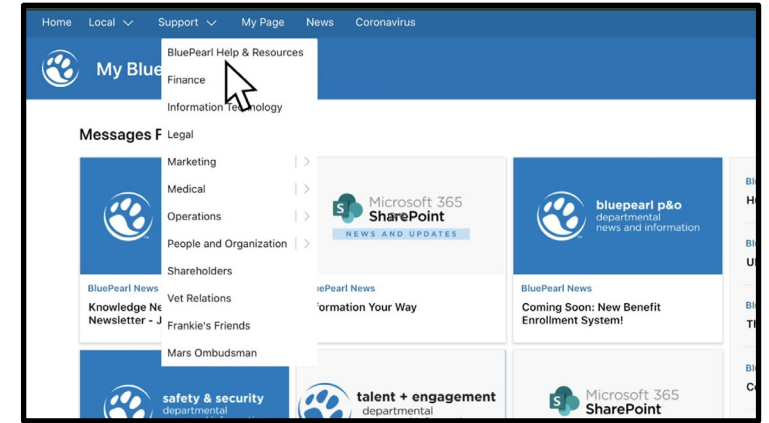 Home Local Support My Page News Coronavirus
My Blue
BluePearl Help & Resources
Finance
Information Technology
Legal
Marketing
Medical
Operations
People and Organization
Shareholders
Vet Relations
Frankie's Friends
Mars Ombudsman
Messages
BluePearl News
Knowledge
Newsletter -
Microsoft 365
SharePoint
NEWS AND UPDATES
News
Your Way
bluepearl p&o
departmental
news and information
BluePearl News
Coming Soon: New Benefit
Enrollment System!
safety & security
departmental
talent + engagement
departmental
Microsoft 365
SharePoint